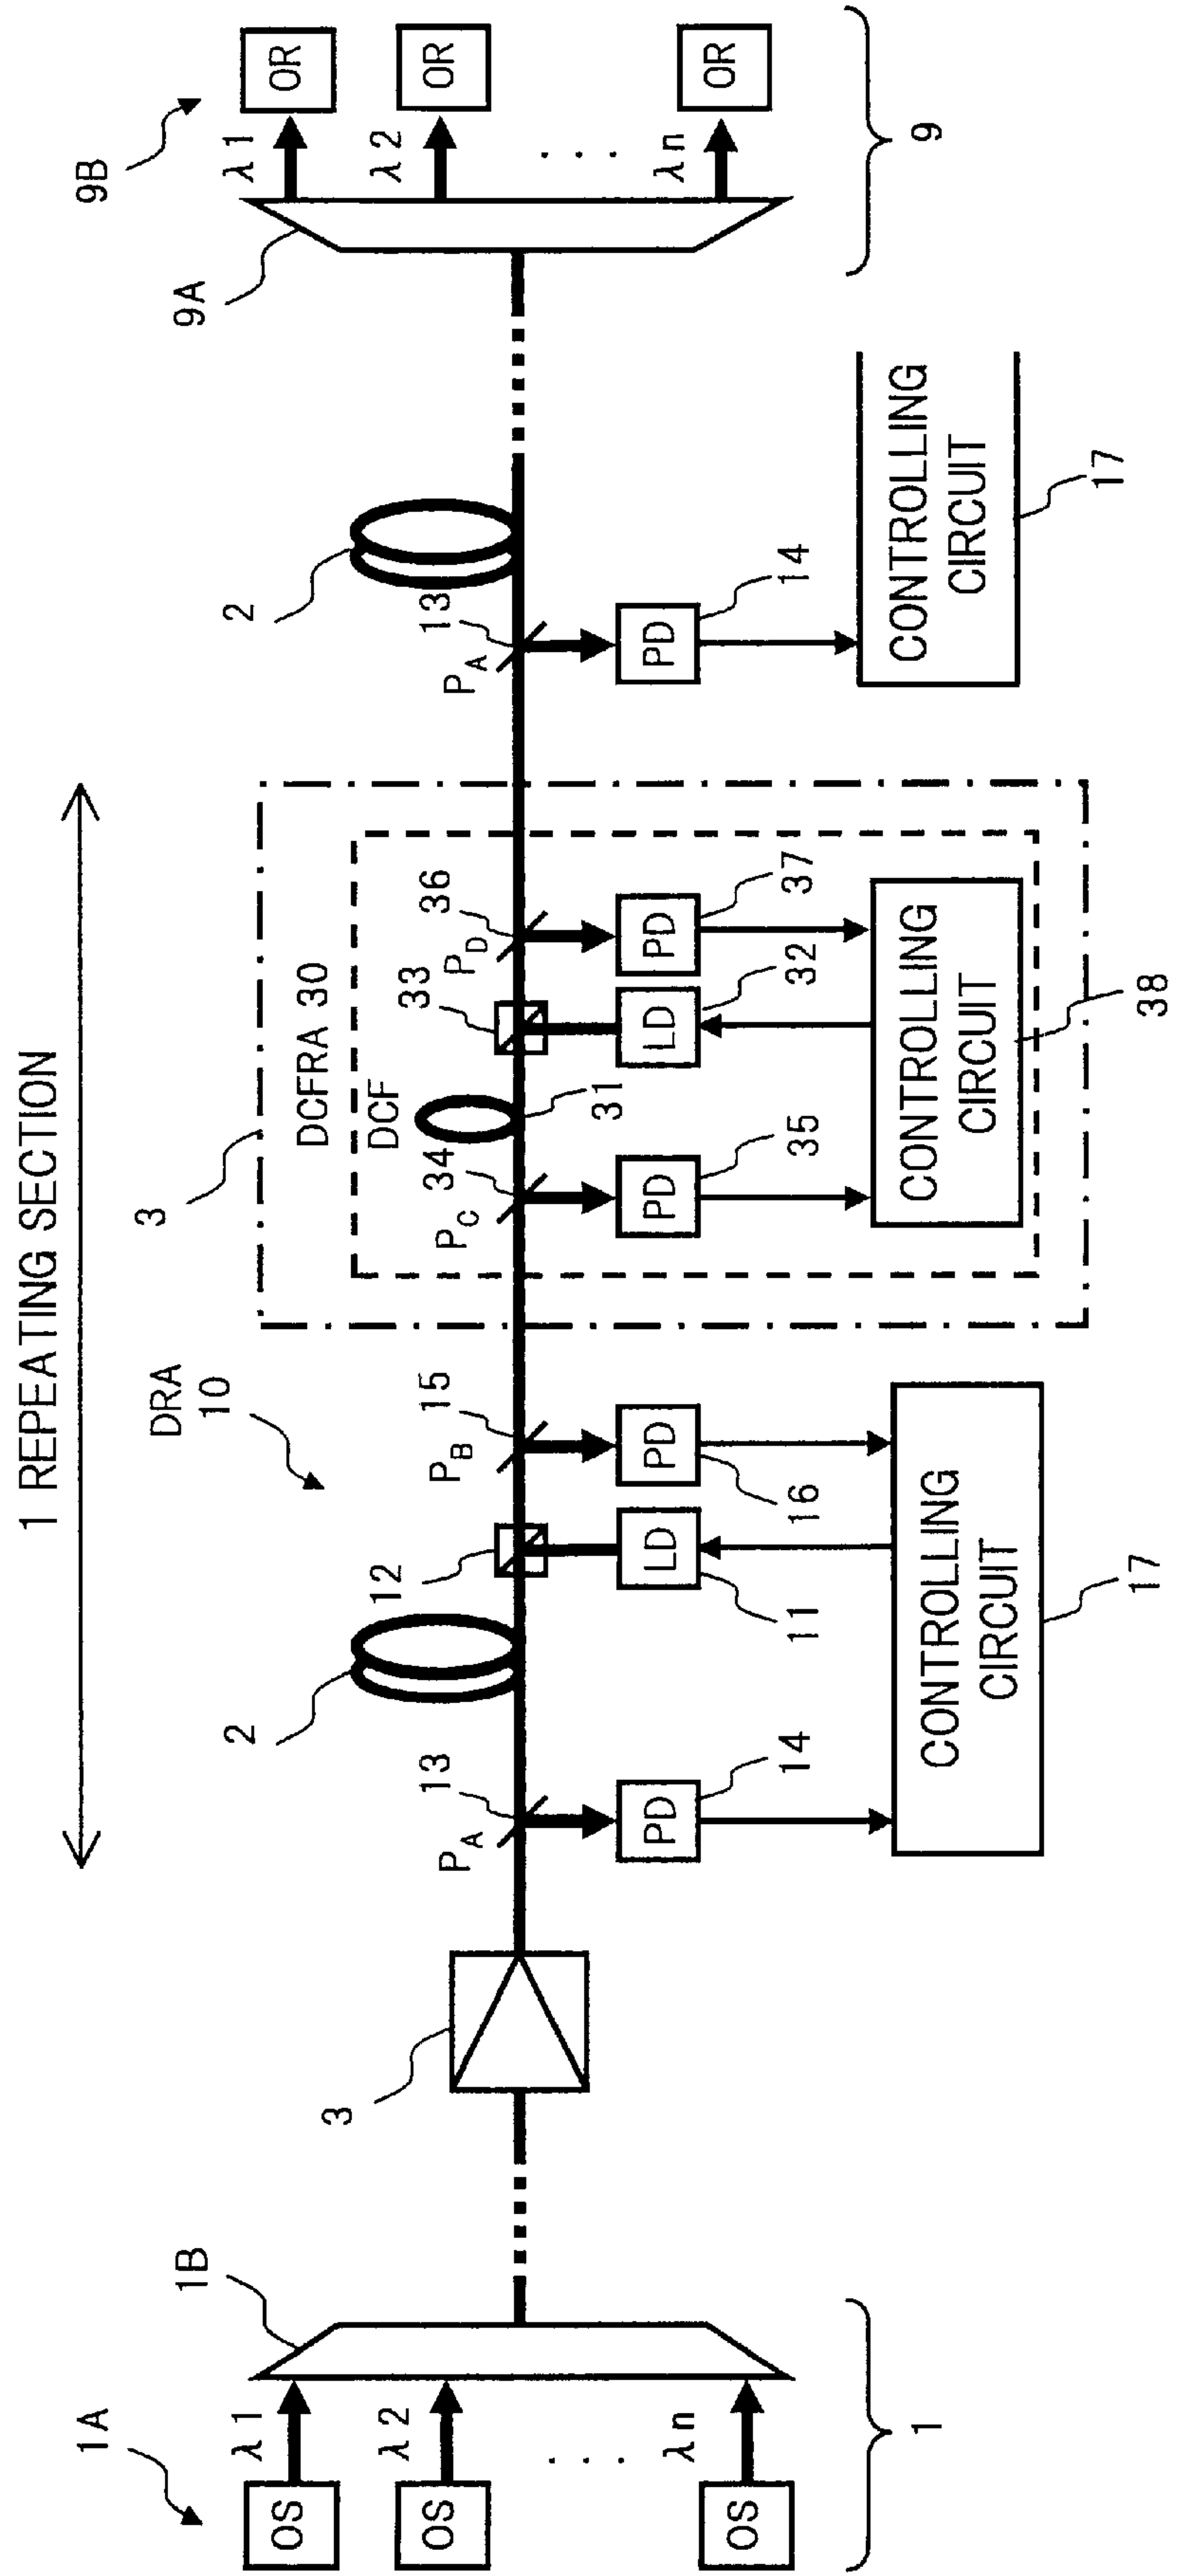 1 REPEATING SECTION
1A
OS
λ1
OS
λ2
. . .
OS
λn
1B
1
3
PA
13
PD
14
2
12
LD
11
DRA
10
PB
15
PD
16
CONTROLLING
CIRCUIT
17
3
DCFRA 30
DCF
PC
34
PD
35
31
33
LD
32
PD
36
PD
37
CONTROLLING
CIRCUIT
38
PA
13
PD
14
CONTROLLING
CIRCUIT
17
2
9A
9B
λ1
OR
λ2
OR
. . .
λn
OR
9